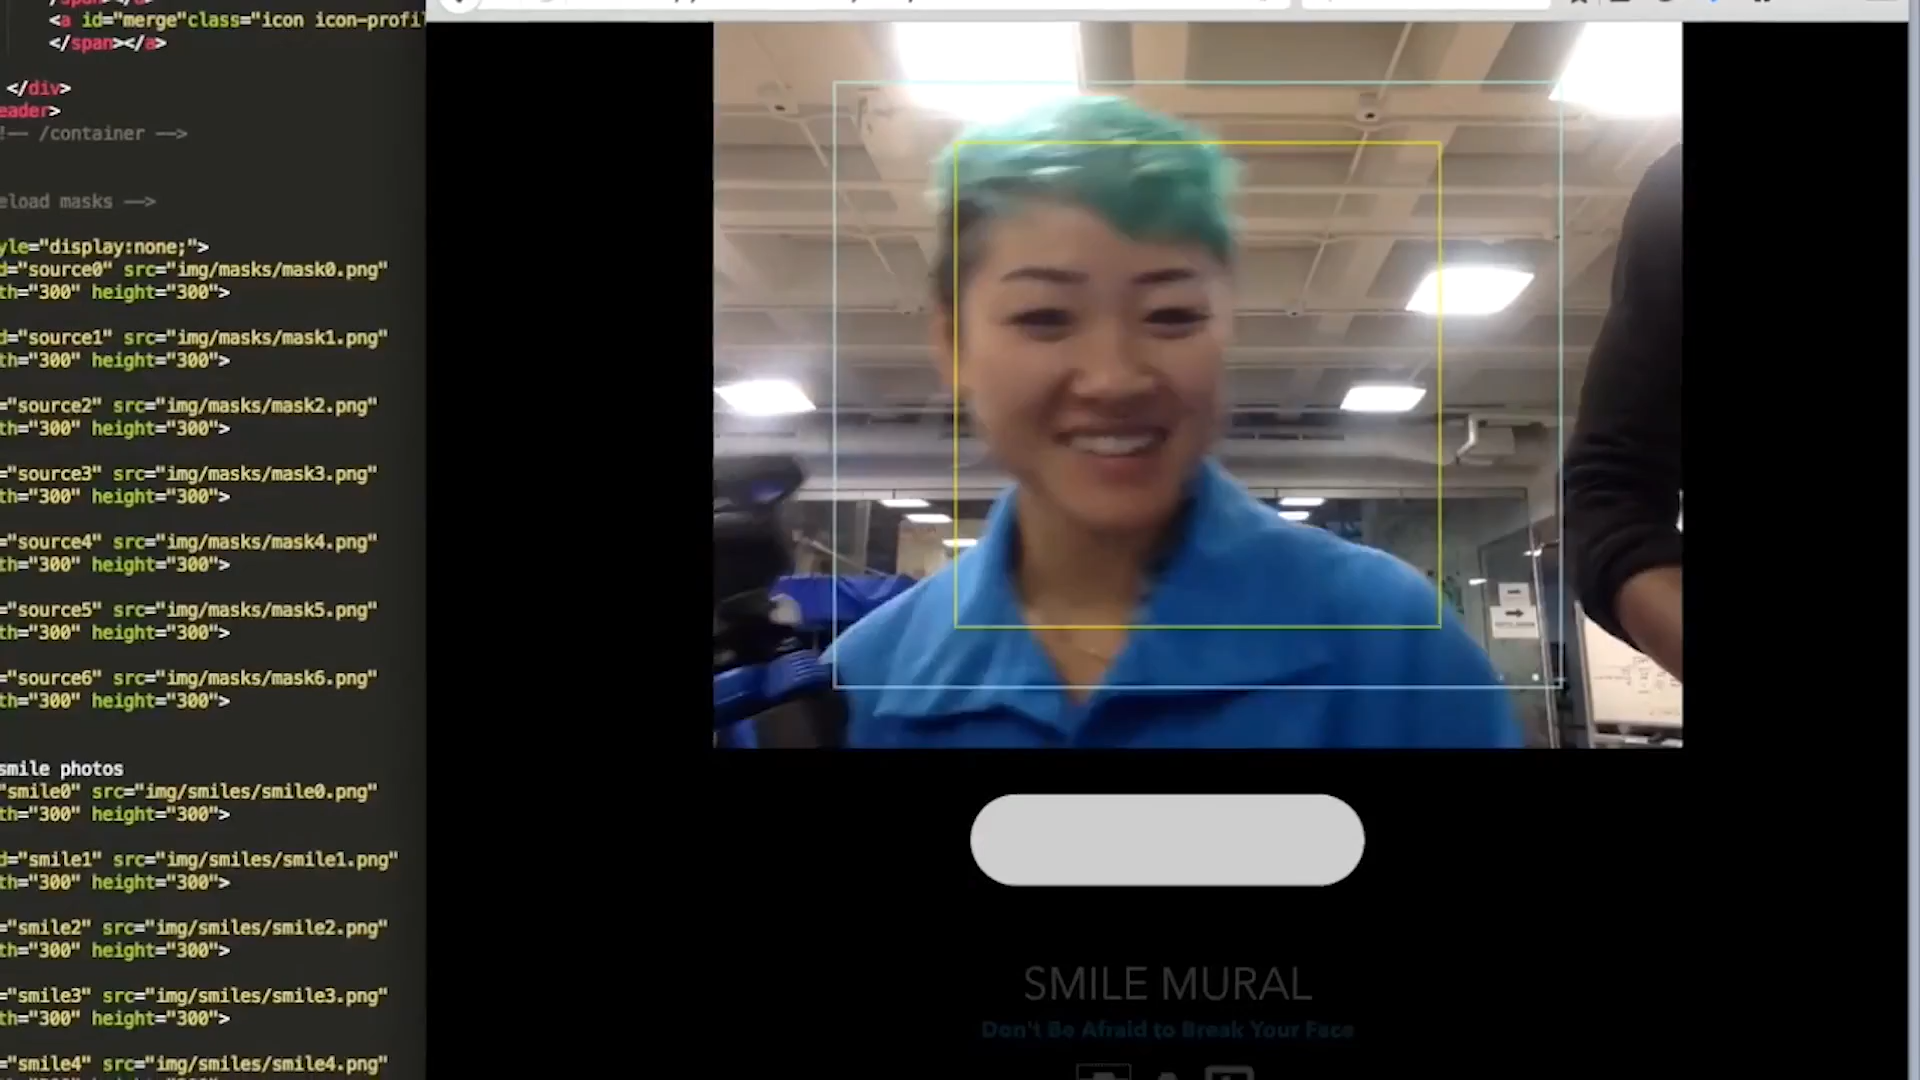 <a id="merge"class="icon icon-profil
</span></a>
</div>
eader>
!-- /container -->
eload masks -->
yle="display:none;">
d="source0" src="img/masks/mask0.png"
th="300" height="300">
d="source1" src="img/masks/mask1.png"
th="300" height="300">
="source2" src="img/masks/mask2.png"
th="300" height="300">
="source3" src="img/masks/mask3.png"
th="300" height="300">
="source4" src="img/masks/mask4.png"
th="300" height="300">
="source5" src="img/masks/mask5.png"
th="300" height="300">
="source6" src="img/masks/mask6.png"
th="300" height="300">
smile photos
"smile0" src="img/smiles/smile0.png"
th="300" height="300">
d="smile1" src="img/smiles/smile1.png"
th="300" height="300">
="smile2" src="img/smiles/smile2.png"
th="300" height="300">
="smile3" src="img/smiles/smile3.png"
th="300" height="300">
="smile4" src="img/smiles/smile4.png"
SMILE MURAL
Don't Be Afraid to Break Your Face